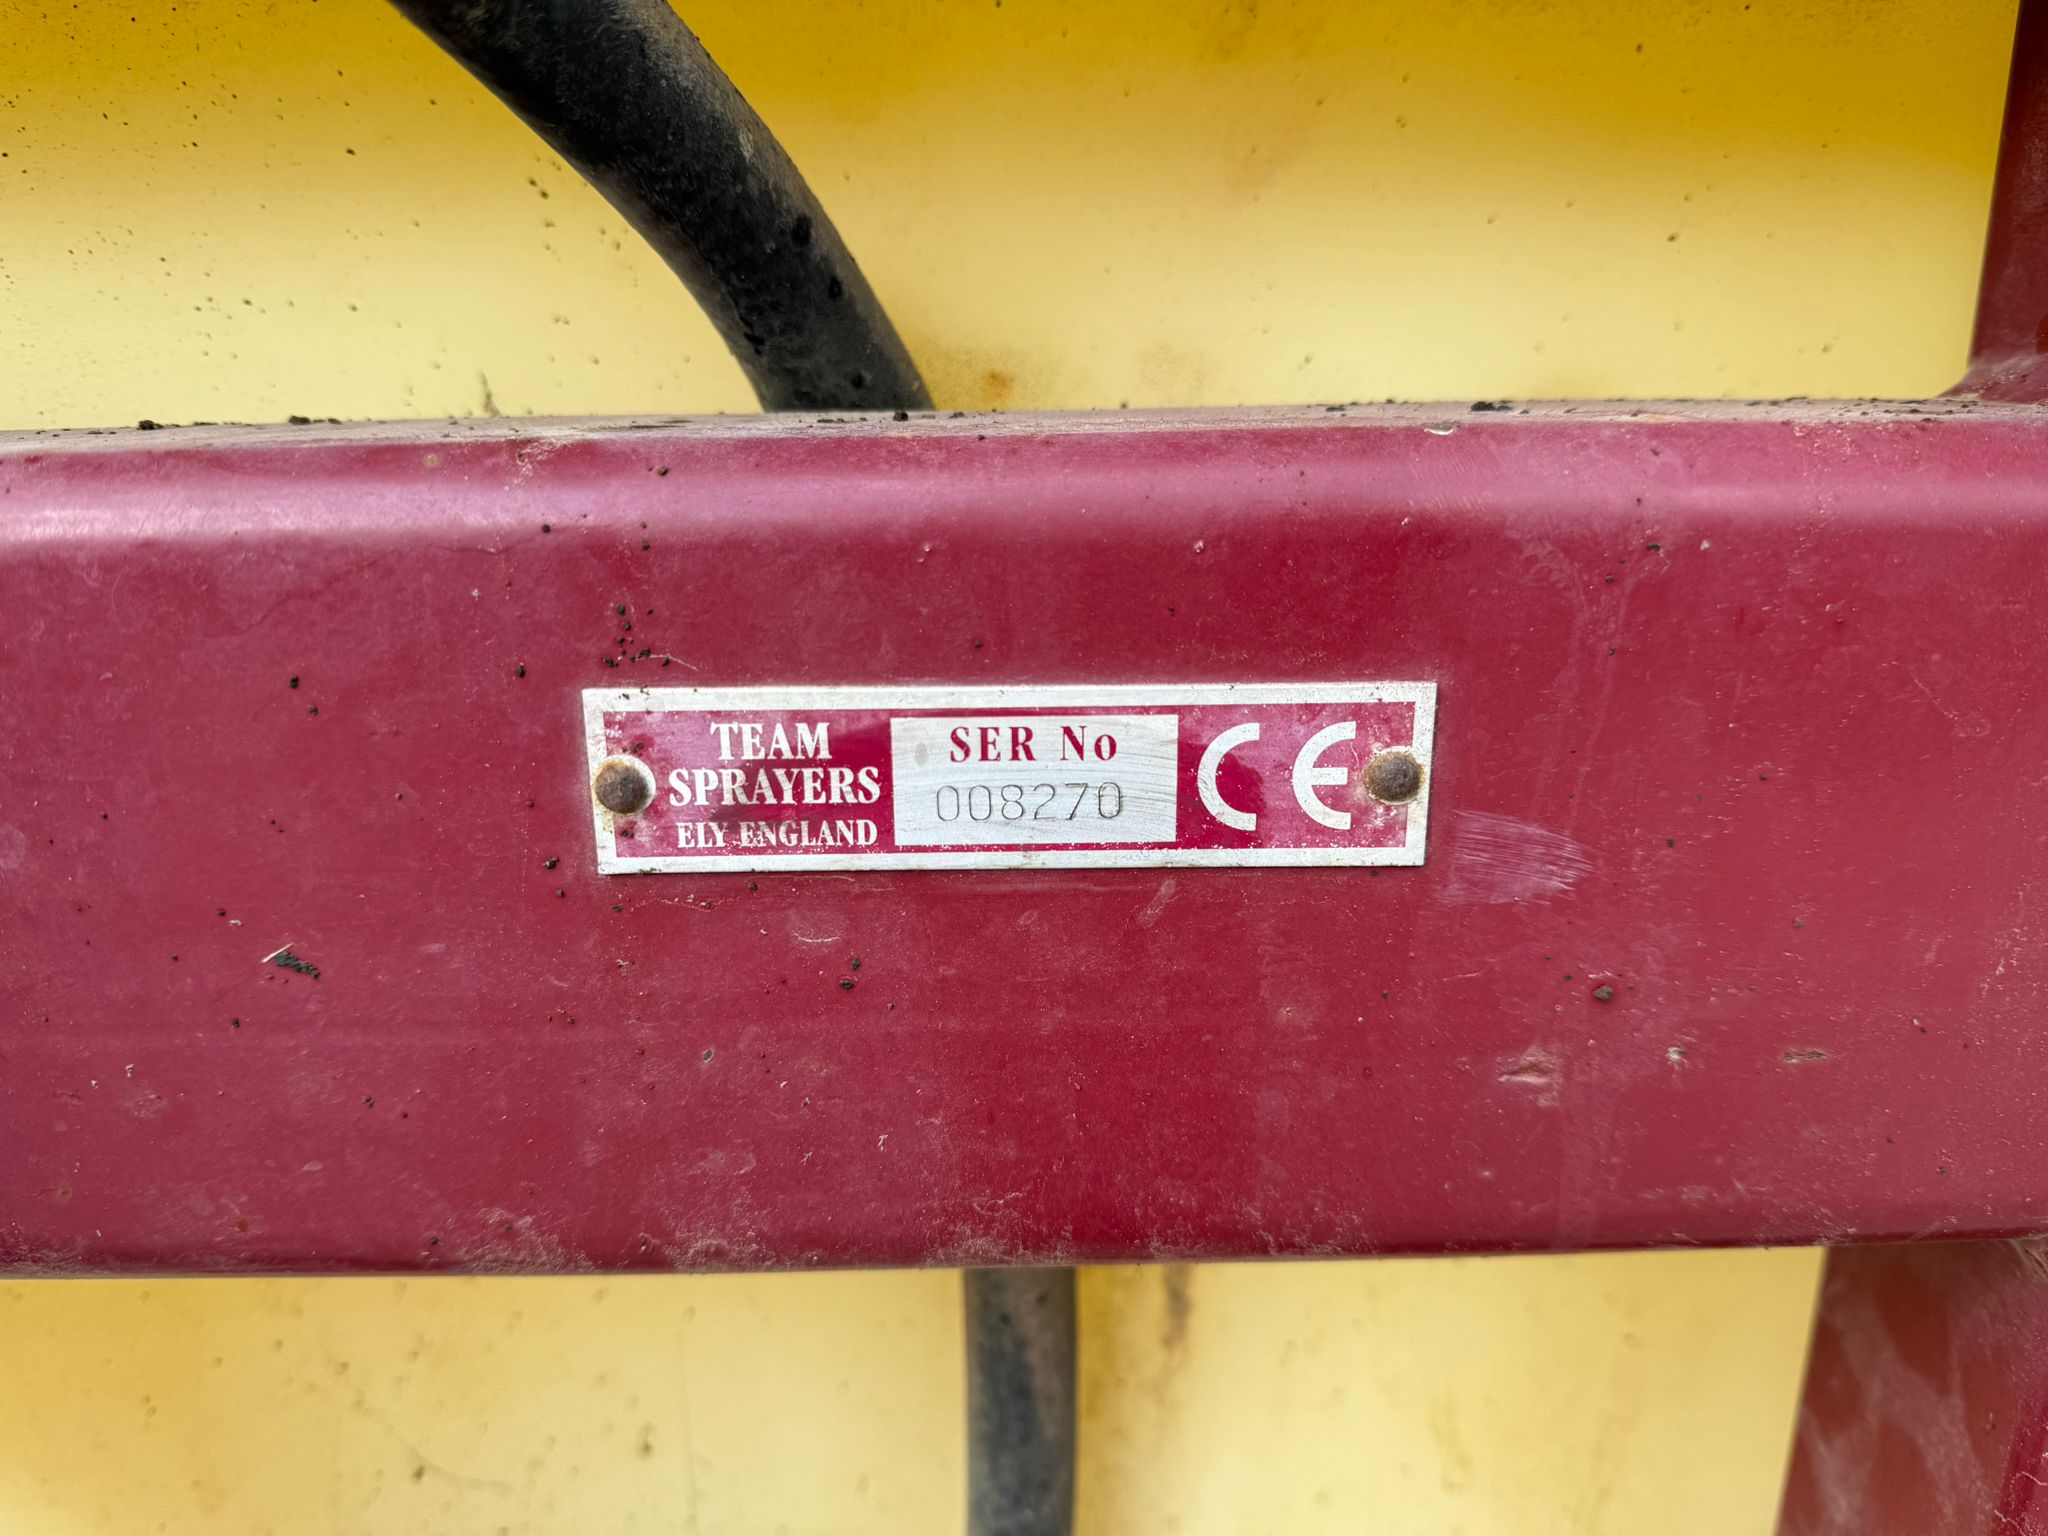 TEAM
SPRAYERS
ELY ENGLAND
SER No
008270
CE